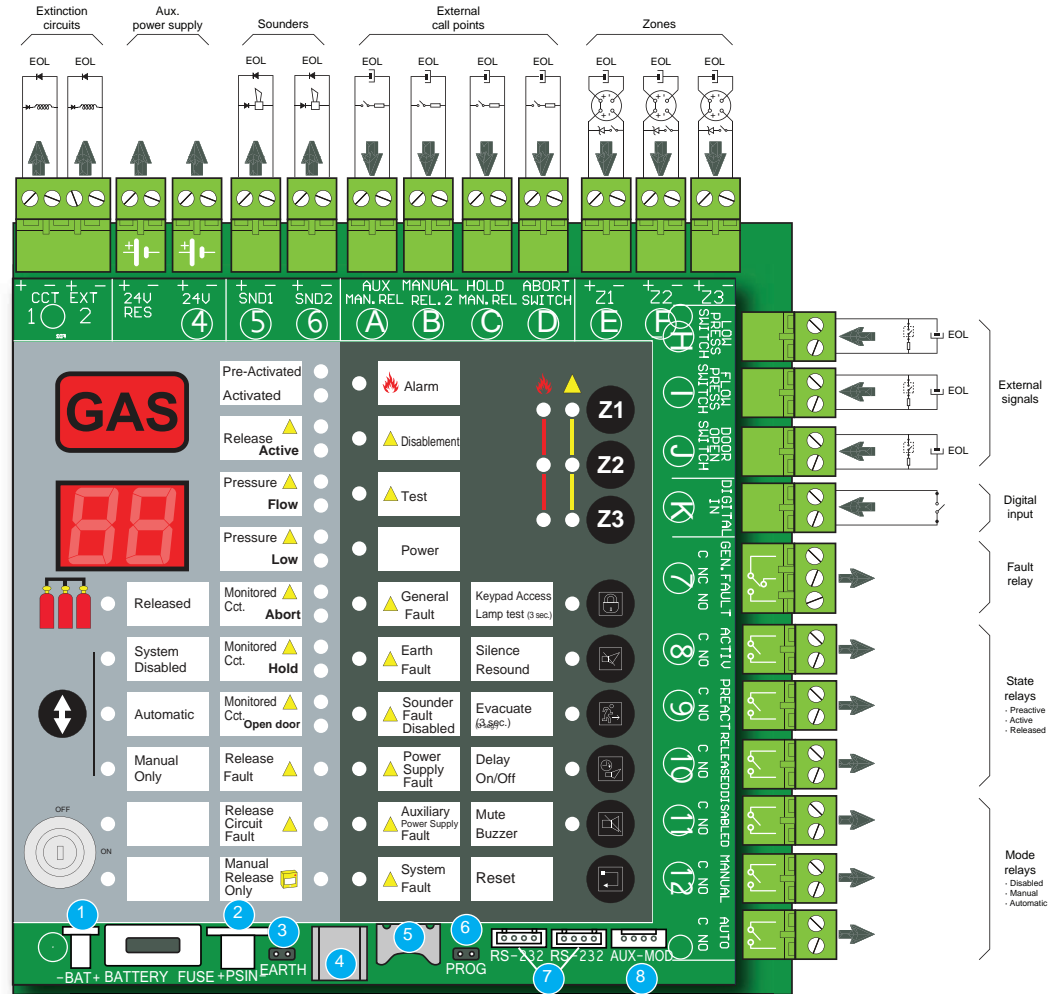 Extinction
circuits
Aux.
power supply
Sounders
External
call points
Zones
EOL
EOL
EOL
EOL
EOL
EOL
EOL
EOL
EOL
EOL
EOL
+ - + -
CCT EXT
1 2
+ -
24V
RES
+ -
24V
4
+ -
SND1
5
+ -
SND2
6
AUX
MAN.REL
A
MANUAL
REL.2
B
HOLD
MAN.REL
C
ABORT
SWITCH
D
+ -
Z1
E
+ -
Z2
F
+ -
Z3
LOW
PRESS
SWITCH
H
FLOW
PRESS
SWITCH
I
DOOR
OPEN
SWITCH
J
DIGITAL
IN
K
GEN.FAULT
C NC NO
7
ACTIV
C NO
8
PREACT
C NO
9
RELEASED
C NO
10
DISABLED
C NO
11
MANUAL
C NO
12
AUTO
C NO
EOL
EOL
EOL
External
signals
Digital
input
Fault
relay
State
relays
· Preactive
· Active
· Released
Mode
relays
· Disabled
· Manual
· Automatic
GAS
88
Released
System
Disabled
Automatic
Manual
Only
OFF
ON
Pre-Activated
Activated
Release
Active
Pressure
Flow
Pressure
Low
Monitored
Cct.
Abort
Monitored
Cct.
Hold
Monitored
Cct.
Open door
Release
Fault
Release
Circuit
Fault
Manual
Release
Only
Alarm
Disablement
Test
Power
General
Fault
Earth
Fault
Sounder
Fault
Disabled
Power
Supply
Fault
Auxiliary
Power Supply
Fault
System
Fault
Z1
Z2
Z3
Keypad Access
Lamp test (3 sec.)
Silence
Resound
Evacuate
(3 sec.)
Delay
On/Off
Mute
Buzzer
Reset
1
2
3
4
5
6
7
8
-BAT+ BATTERY FUSE +PSIN-
EARTH
PROG
RS-232 RS-232 AUX-MOD